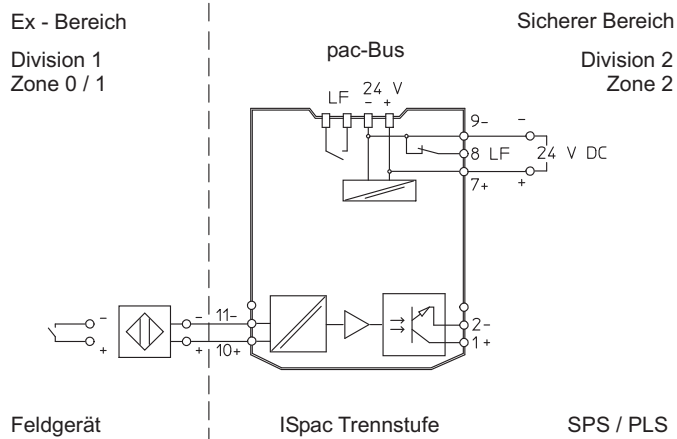 Ex - Bereich
Sicherer Bereich
Division 1
Zone 0 / 1
pac-Bus
Division 2
Zone 2
LF
24 V
- +
9-
-
8 LF
24 V DC
7+
+
-
-
11-
2-
+
+
10+
1+
Feldgerät
ISpac Trennstufe
SPS / PLS